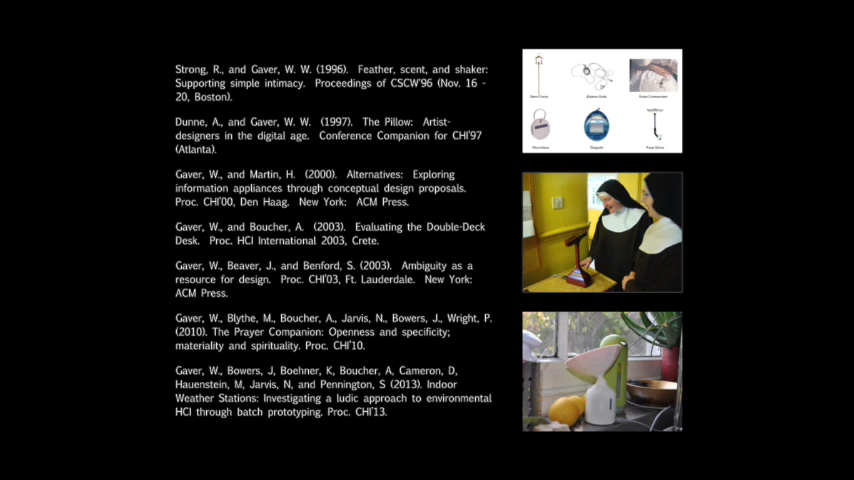 Strong, R., and Gaver, W. W. (1996). Feather, scent, and shaker:
Supporting simple intimacy. Proceedings of CSCW'96 (Nov. 16 -
20, Boston).
Dunne, A., and Gaver, W. W. (1997). The Pillow: Artist-
designers in the digital age. Conference Companion for CHI'97
(Atlanta).
Gaver, W., and Martin, H. (2000). Alternatives: Exploring
information appliances through conceptual design proposals.
Proc. CHI'00, Den Haag. New York: ACM Press.
Gaver, W., and Boucher, A. (2003). Evaluating the Double-Deck
Desk. Proc. HCI International 2003, Crete.
Gaver, W., Beaver, J., and Benford, S. (2003). Ambiguity as a
resource for design. Proc. CHI'03, Ft. Lauderdale. New York:
ACM Press.
Gaver, W., Blythe, M., Boucher, A., Jarvis, N., Bowers, J., Wright, P.
(2010). The Prayer Companion: Openness and specificity;
materiality and spirituality. Proc. CHI'10.
Gaver, W., Bowers, J, Boehner, K, Boucher, A, Cameron, D,
Hauenstein, M, Jarvis, N, and Pennington, S (2013). Indoor
Weather Stations: Investigating a ludic approach to environmental
HCI through batch prototyping. Proc. CHI'13.